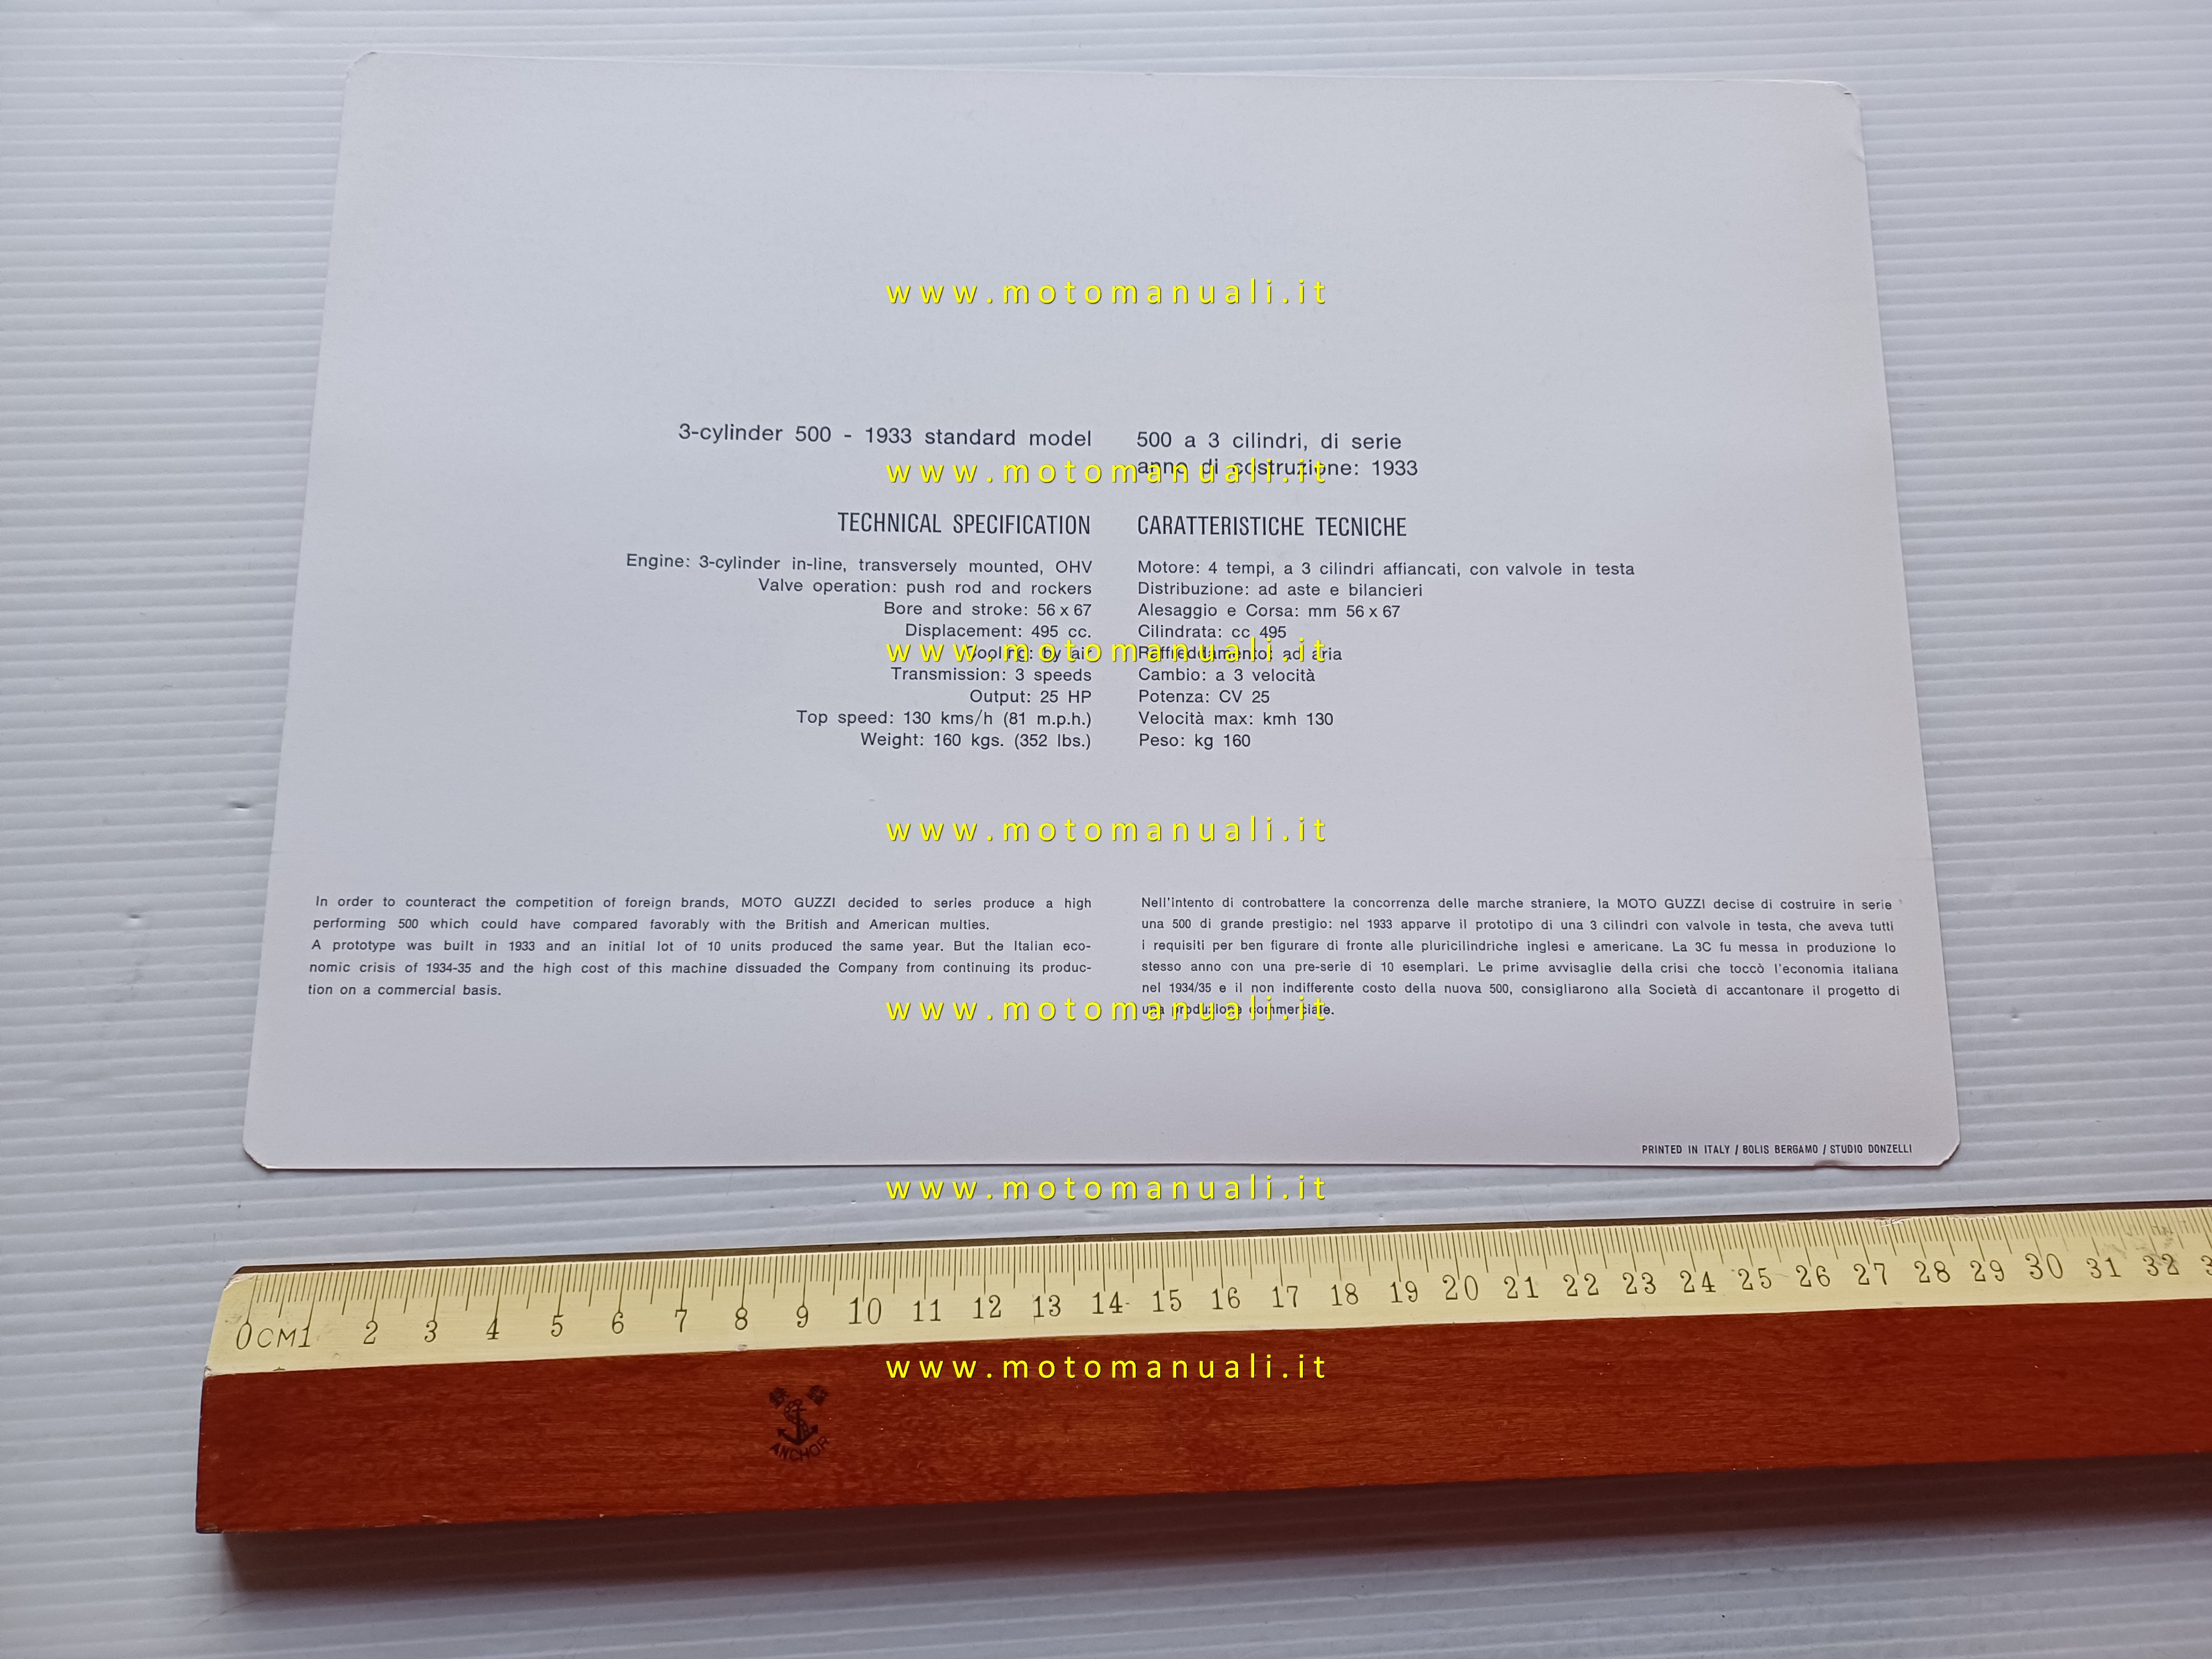 www.motomanuali.it
3-cylinder 500 - 1933 standard model
500 a 3 cilindri, di serie
anno di costruzione: 1933
www.motomanuali.it
TECHNICAL SPECIFICATION
Engine: 3-cylinder in-line, transversely mounted, OHV
Valve operation: push rod and rockers
Bore and stroke: 56 x 67
Displacement: 495 cc.
Cooling: by air
Transmission: 3 speeds
Output: 25 HP
Top speed: 130 kms/h (81 m.p.h.)
Weight: 160 kgs. (352 lbs.)
CARATTERISTICHE TECNICHE
Motore: 4 tempi, a 3 cilindri affiancati, con valvole in testa
Distribuzione: ad aste e bilancieri
Alesaggio e Corsa: mm 56 x 67
Cilindrata: cc 495
Raffreddamento: ad aria
Cambio: a 3 velocità
Potenza: CV 25
Velocità max: kmh 130
Peso: kg 160
www.motomanuali.it
www.motomanuali.it
In order to counteract the competition of foreign brands, MOTO GUZZI decided to series produce a high
performing 500 which could have compared favorably with the British and American multies.
A prototype was built in 1933 and an initial lot of 10 units produced the same year. But the Italian eco-
nomic crisis of 1934-35 and the high cost of this machine dissuaded the Company from continuing its produc-
tion on a commercial basis.
Nell'intento di controbattere la concorrenza delle marche straniere, la MOTO GUZZI decise di costruire in serie
una 500 di grande prestigio: nel 1933 apparve il prototipo di una 3 cilindri con valvole in testa, che aveva tutti
i requisiti per ben figurare di fronte alle pluricilindriche inglesi e americane. La 3C fu messa in produzione lo
stesso anno con una pre-serie di 10 esemplari. Le prime avvisaglie della crisi che toccò l'economia italiana
nel 1934/35 e il non indifferente costo della nuova 500, consigliarono alla Società di accantonare il progetto di
una produzione commerciale.
www.motomanuali.it
PRINTED IN ITALY / BOLIS BERGAMO / STUDIO DONZELLI
www.motomanuali.it
0CM1 2 3 4 5 6 7 8 9 10 11 12 13 14 15 16 17 18 19 20 21 22 23 24 25 26 27 28 29 30 31 32
www.motomanuali.it
ANCHOR